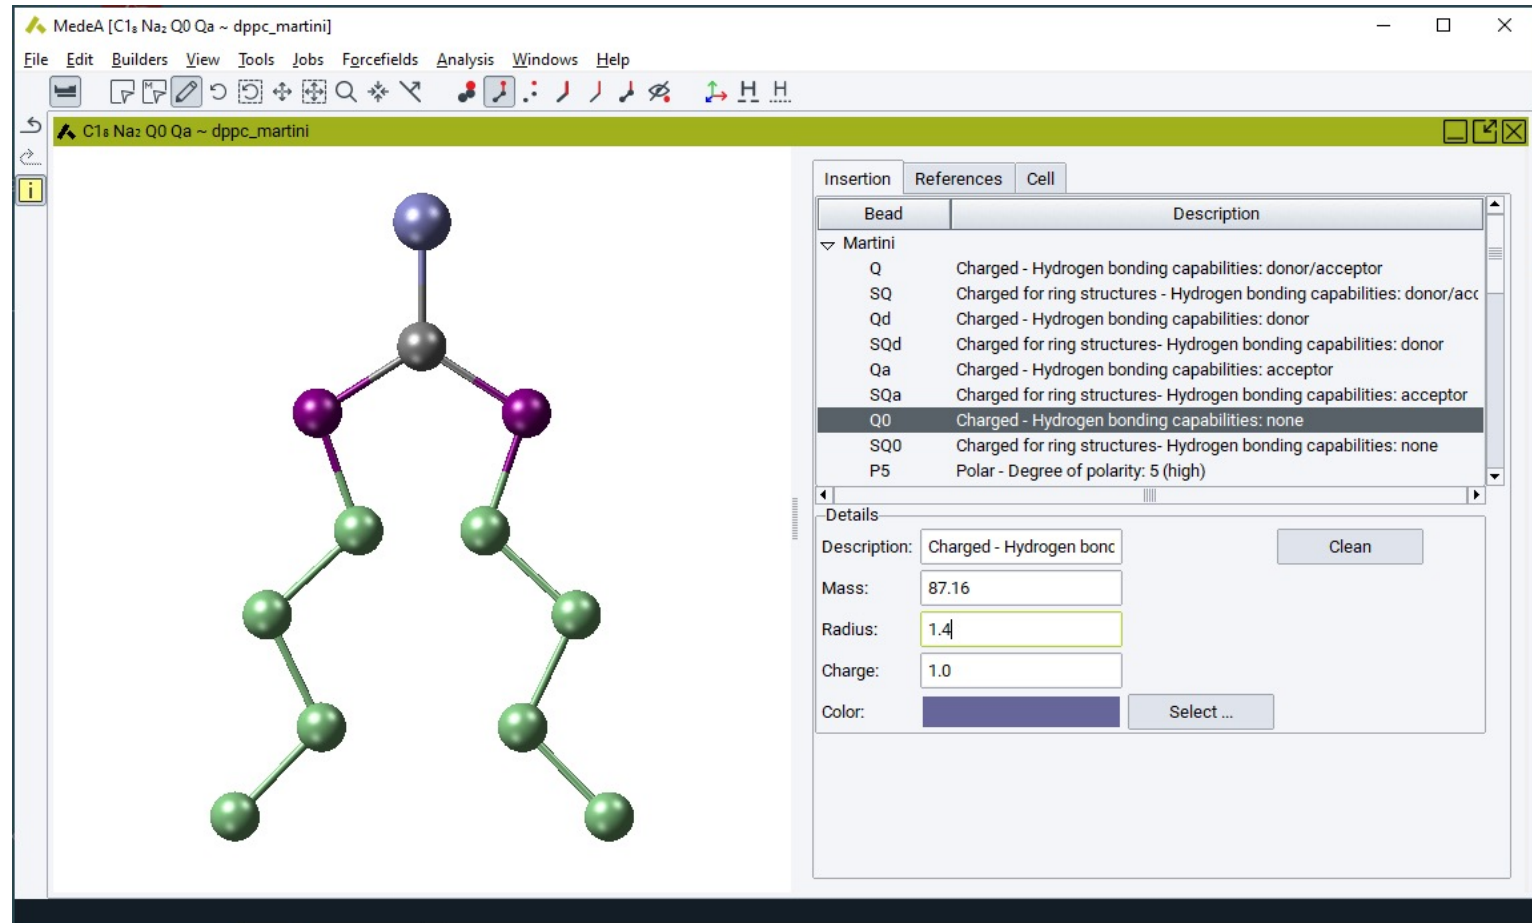 MedeA [C1₈ Na₂ Q0 Qa ~ dppc_martini]
File Edit Builders View Tools Jobs Forcefields Analysis Windows Help
M H H
C1₈ Na₂ Q0 Qa ~ dppc_martini
i
Insertion References Cell
Bead Description
Martini
Q Charged - Hydrogen bonding capabilities: donor/acceptor
SQ Charged for ring structures - Hydrogen bonding capabilities: donor/acc
Qd Charged - Hydrogen bonding capabilities: donor
SQd Charged for ring structures- Hydrogen bonding capabilities: donor
Qa Charged - Hydrogen bonding capabilities: acceptor
SQa Charged for ring structures- Hydrogen bonding capabilities: acceptor
Q0 Charged - Hydrogen bonding capabilities: none
SQ0 Charged for ring structures- Hydrogen bonding capabilities: none
P5 Polar - Degree of polarity: 5 (high)
Details
Description: Charged - Hydrogen bonc Clean
Mass: 87.16
Radius: 1.4
Charge: 1.0
Color: Select ...